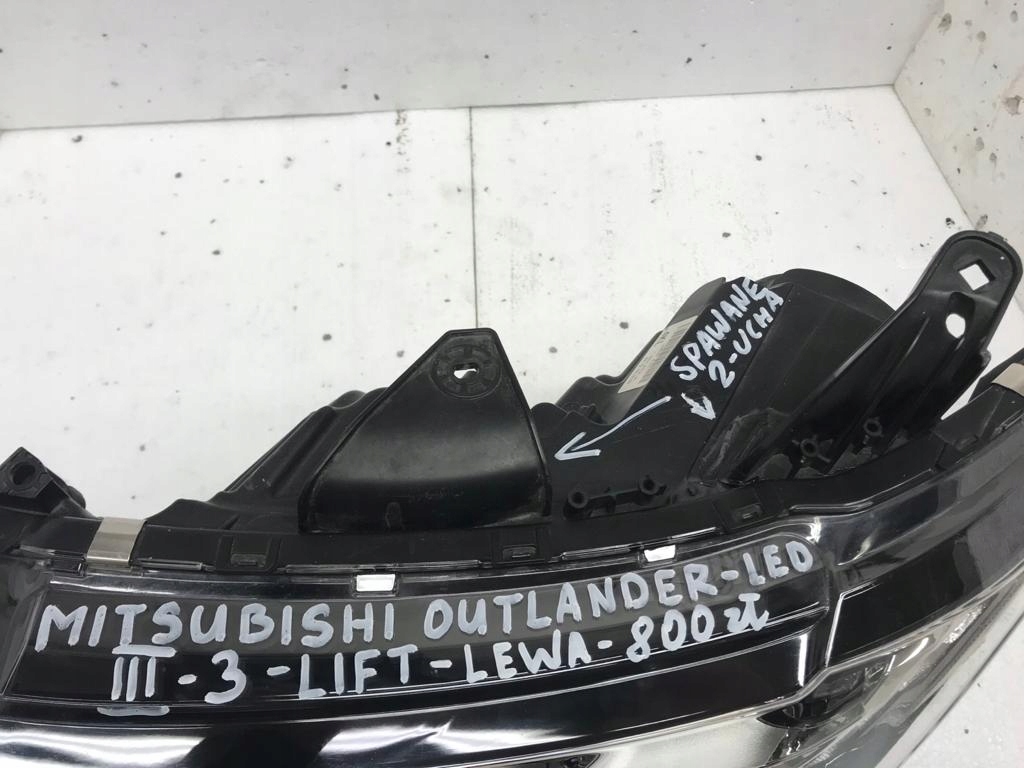 SPAWANE
2-UCHA
MITSUBISHI OUTLANDER-LED
III-3-LIFT-LEWA-800zł